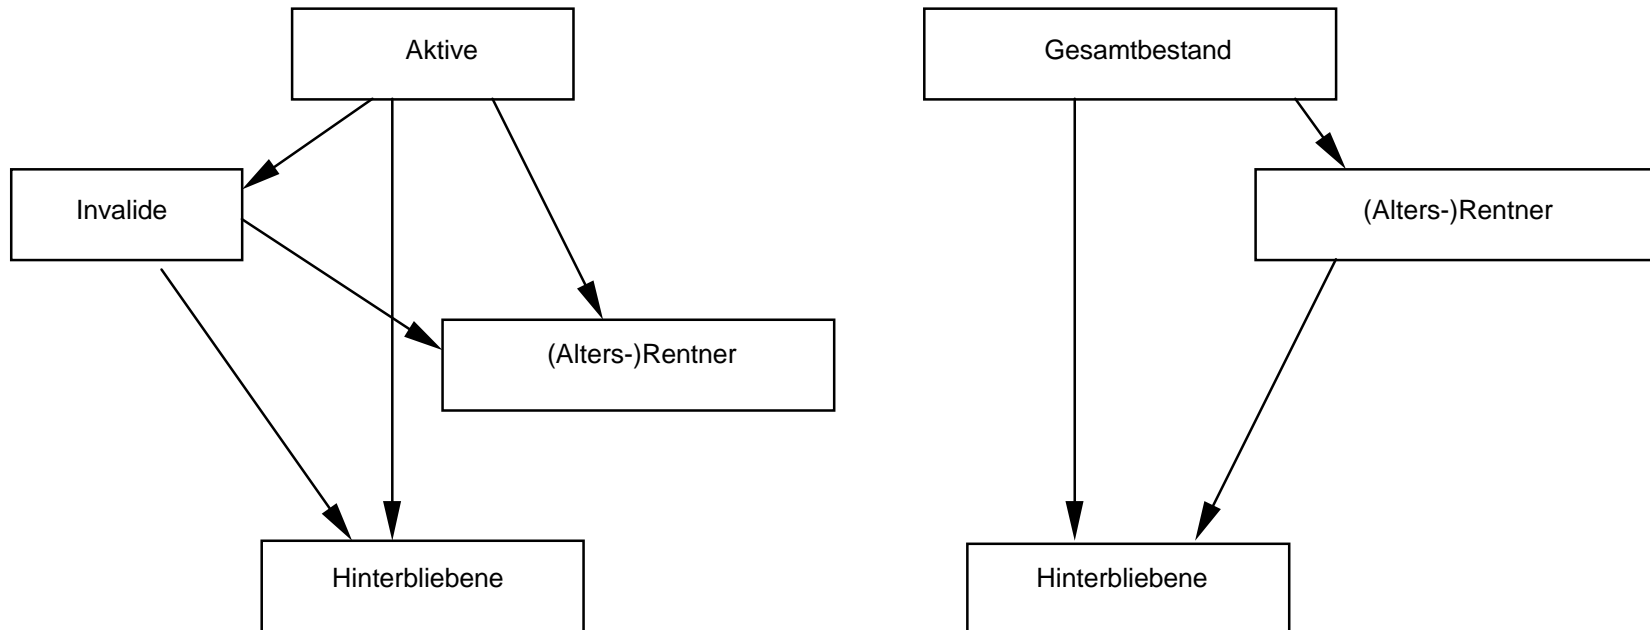 Aktive
Invalide
(Alters-)Rentner
Hinterbliebene
Gesamtbestand
(Alters-)Rentner
Hinterbliebene